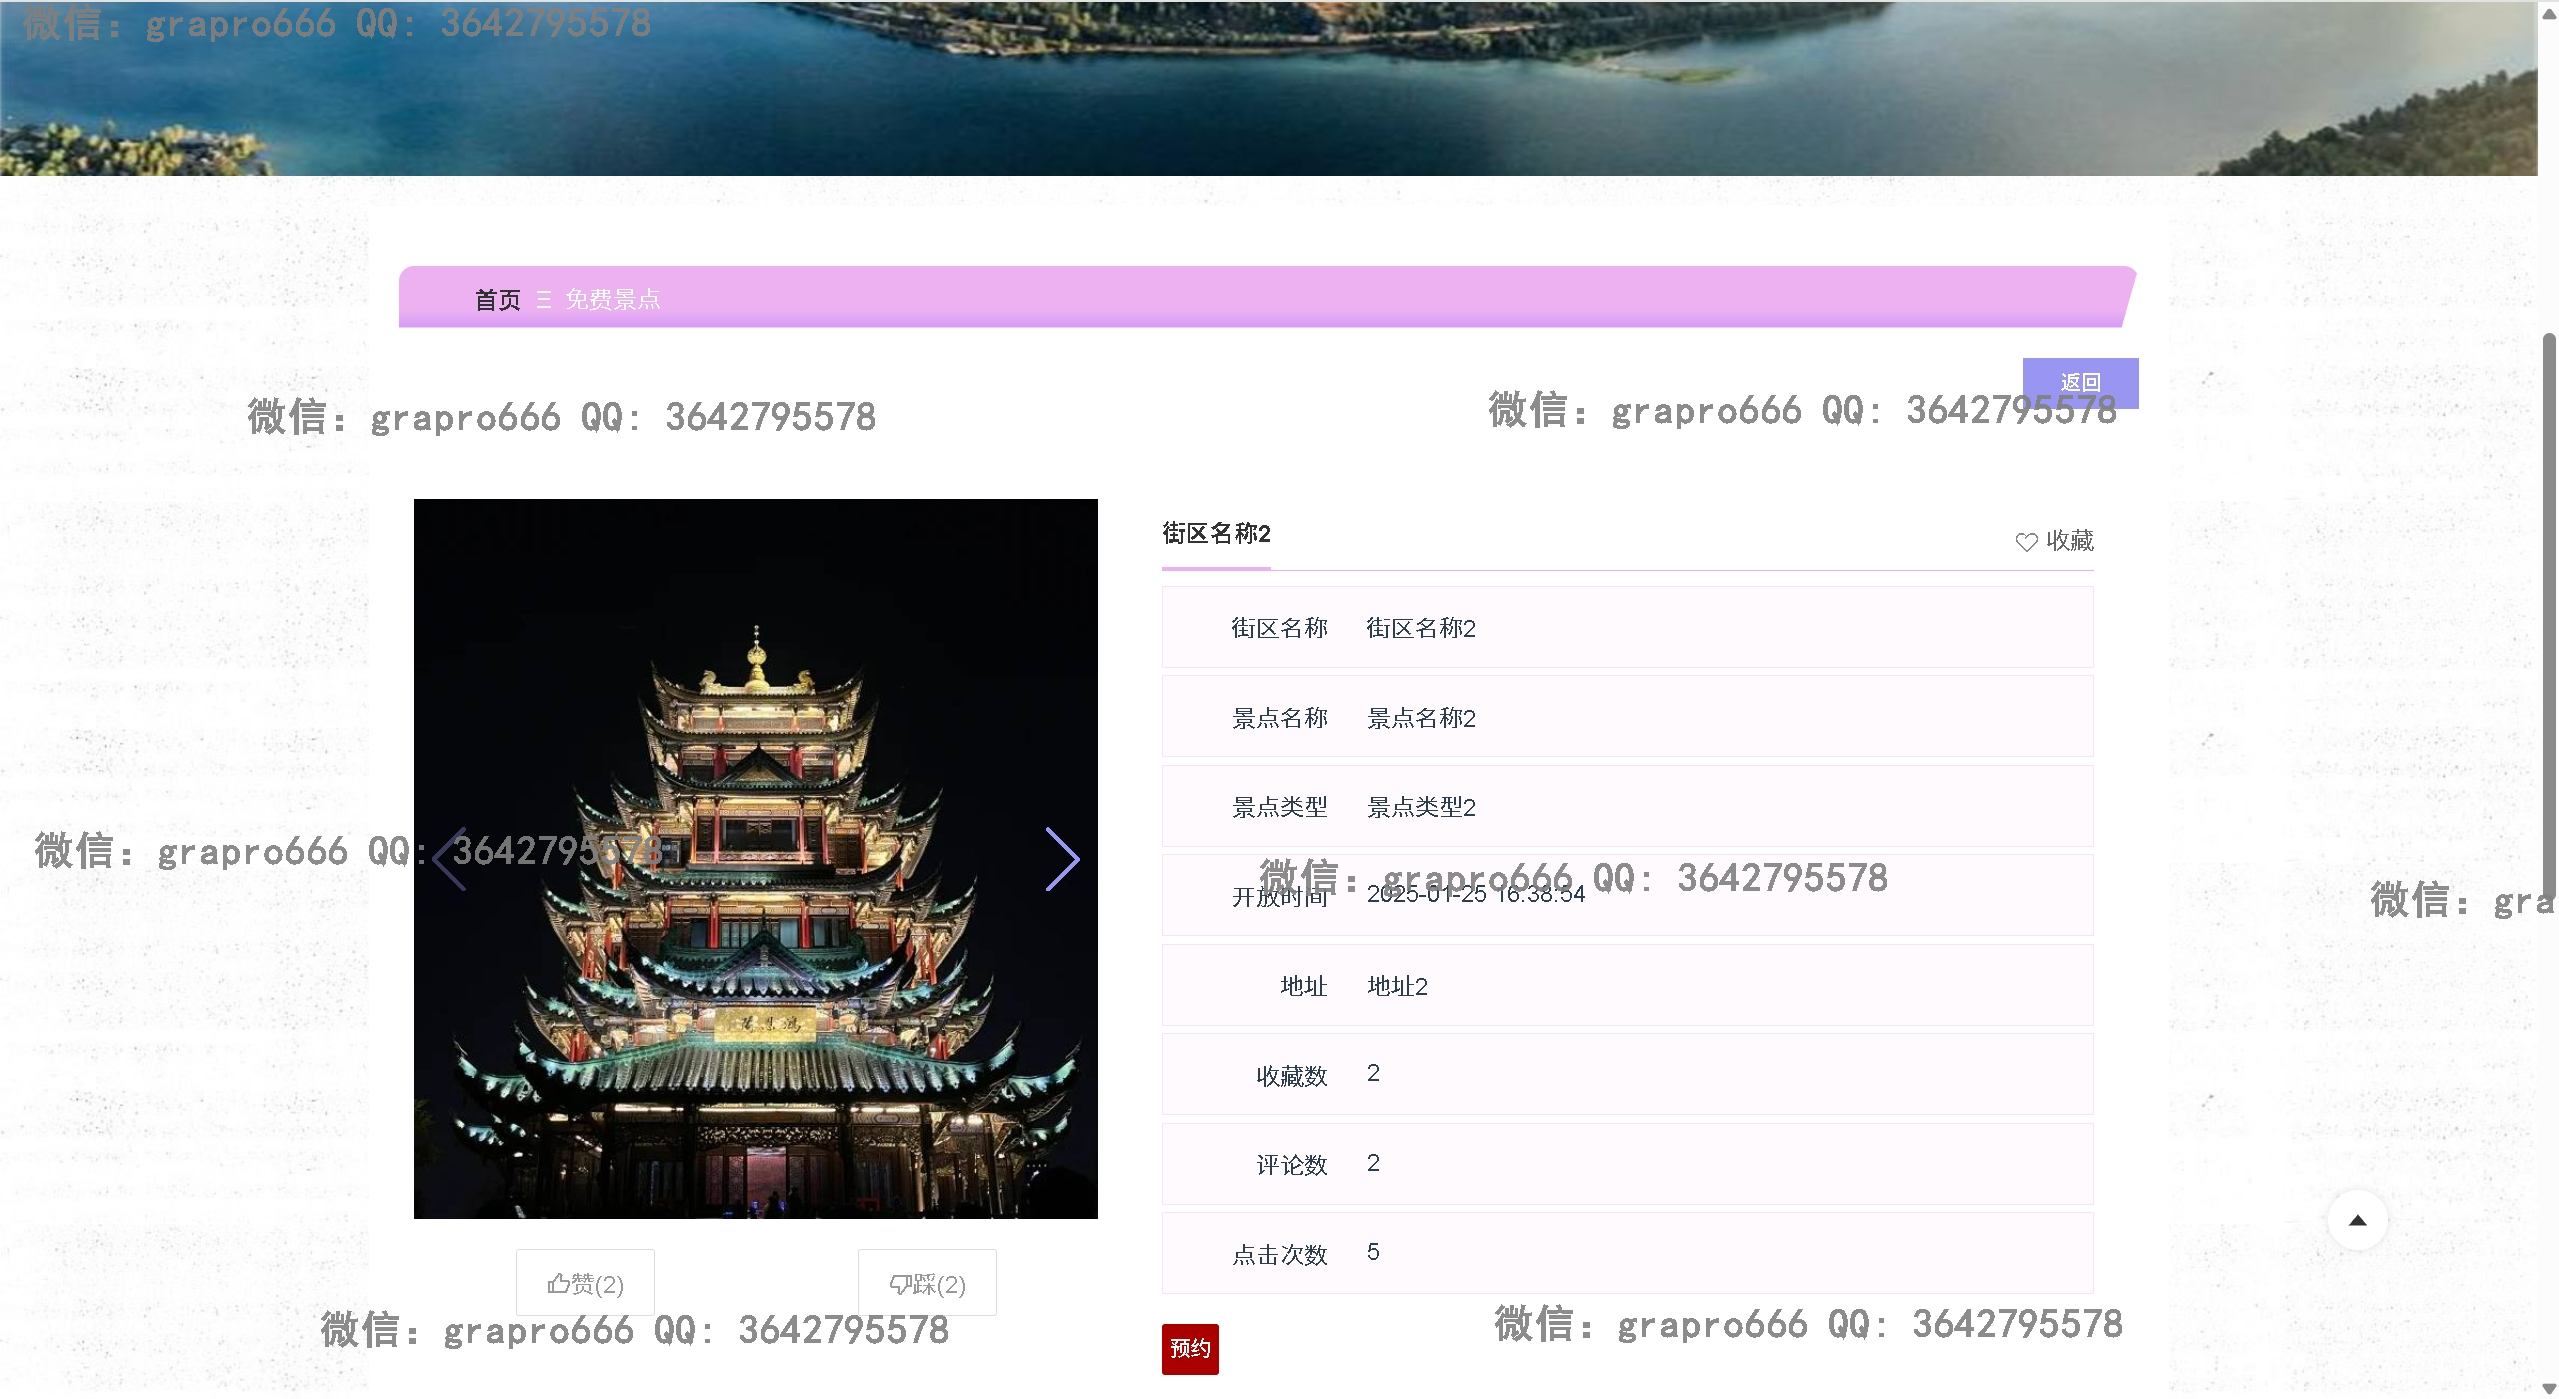 微信: grapro666 QQ: 3642795578
首页 三 免费景点
返回
微信: grapro666 QQ: 3642795578
微信: grapro666 QQ: 3642795578
街区名称2
收藏
街区名称 街区名称2
景点名称 景点名称2
景点类型 景点类型2
微信: grapro666 QQ: 3642795578
微信: grapro666 QQ: 3642795578
开放时间 2025-01-25 16:38:54
微信: gra
地址 地址2
收藏数 2
评论数 2
点击次数 5
赞(2)
踩(2)
微信: grapro666 QQ: 3642795578
微信: grapro666 QQ: 3642795578
预约